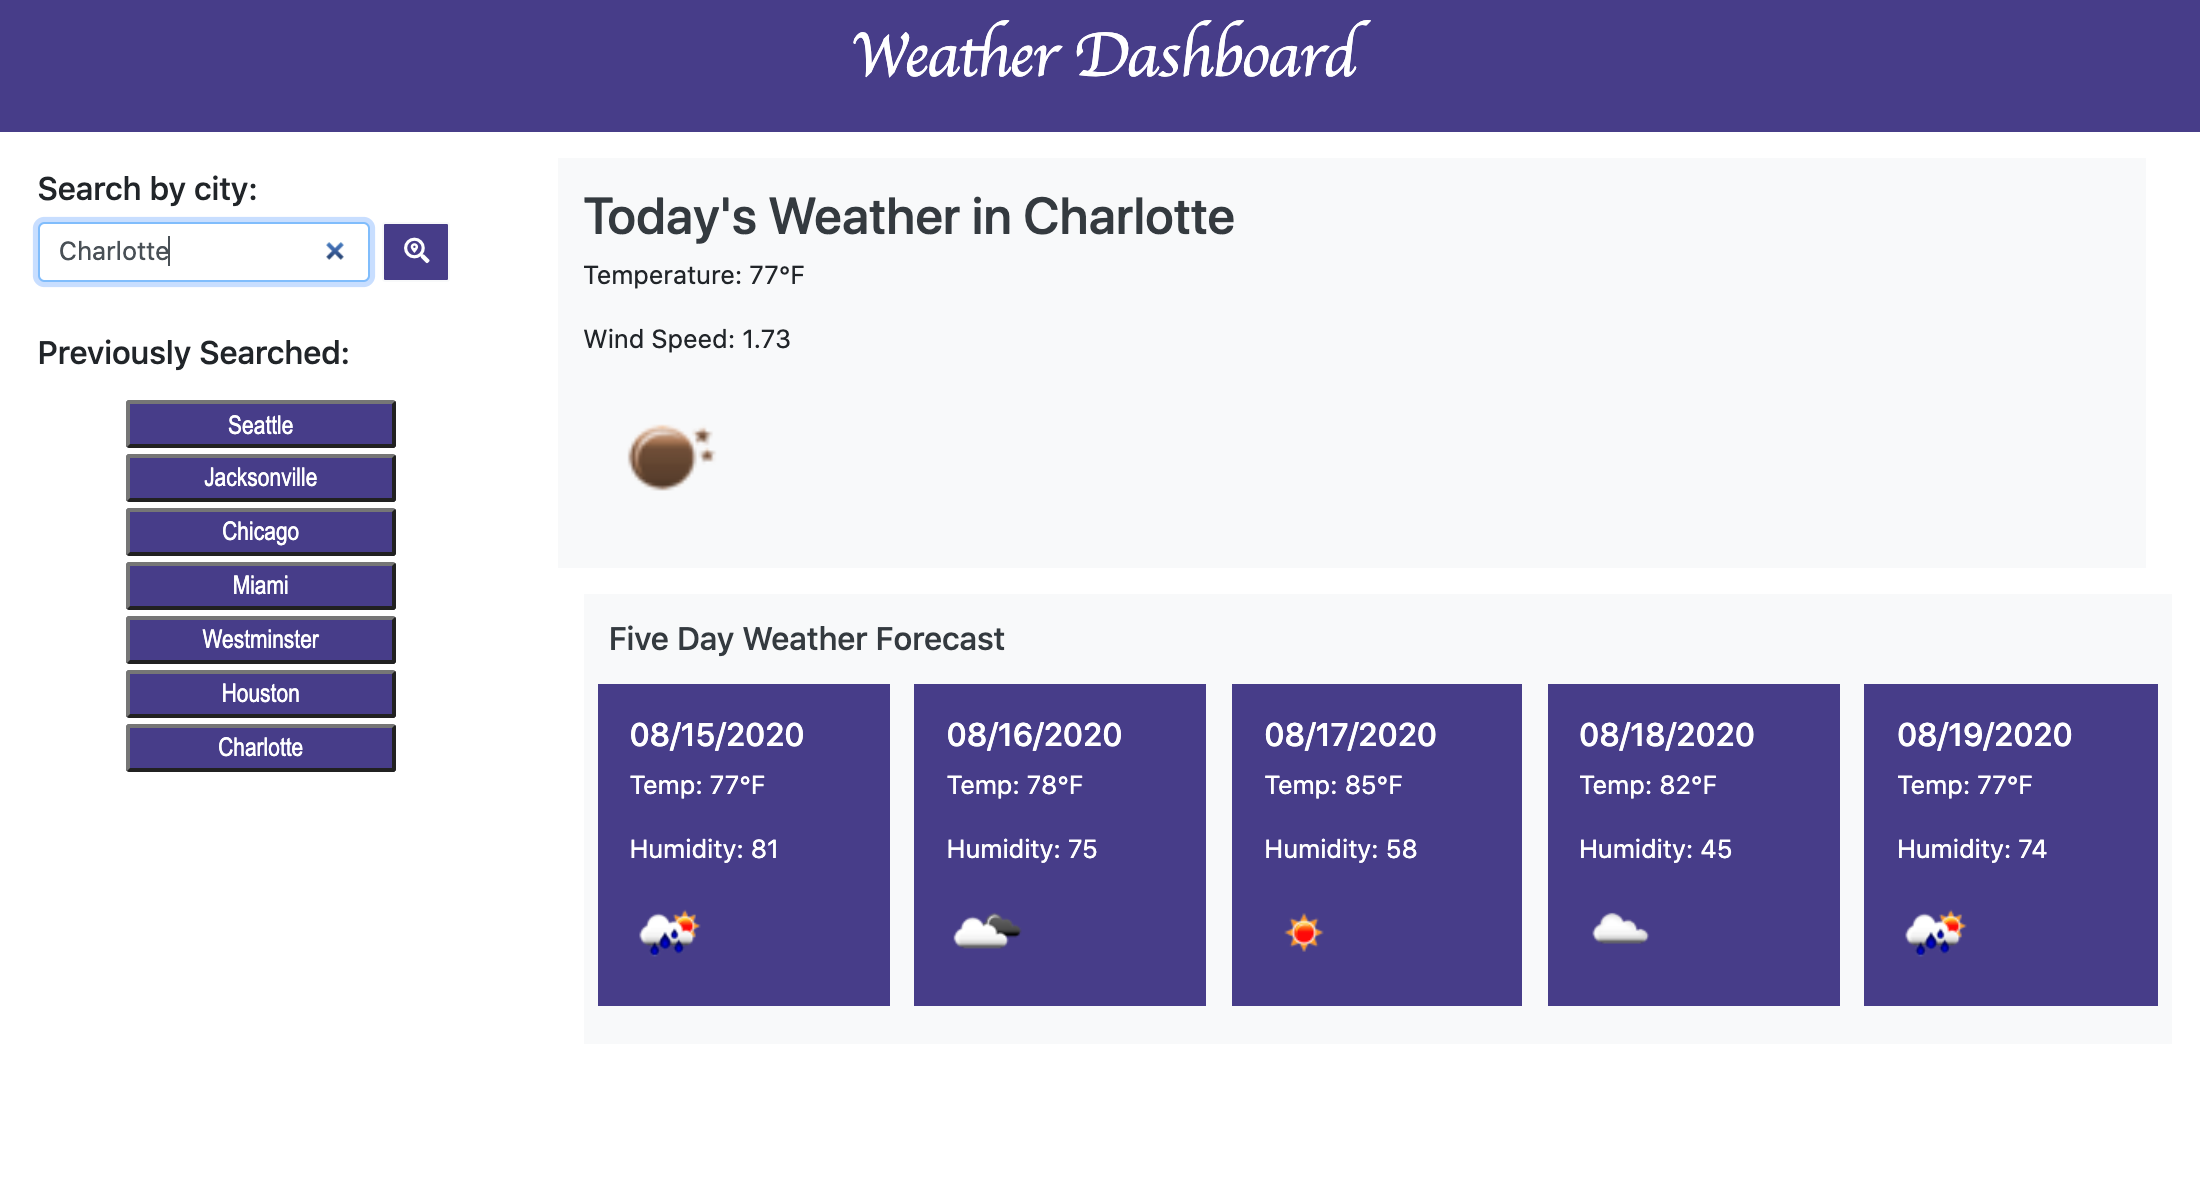 Weather Dashboard
Search by city:
Charlotte
Previously Searched:
Seattle
Jacksonville
Chicago
Miami
Westminster
Houston
Charlotte
Today's Weather in Charlotte
Temperature: 77°F
Wind Speed: 1.73
Five Day Weather Forecast
08/15/2020
Temp: 77°F
Humidity: 81
08/16/2020
Temp: 78°F
Humidity: 75
08/17/2020
Temp: 85°F
Humidity: 58
08/18/2020
Temp: 82°F
Humidity: 45
08/19/2020
Temp: 77°F
Humidity: 74